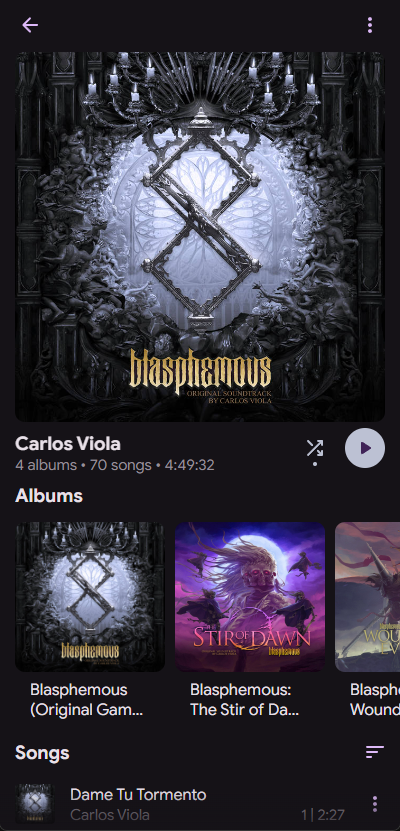 blasphemous
ORIGINAL SOUNDTRACK
BY CARLOS VIOLA
Carlos Viola
4 albums • 70 songs • 4:49:32
Albums
blasphemous
STIR OF DAWN
blasphemous
Blasphemous
(Original Gam...
Blasphemous:
The Stir of Da...
Blasphe
Wound
Songs
Dame Tu Tormento
Carlos Viola
1 | 2:27